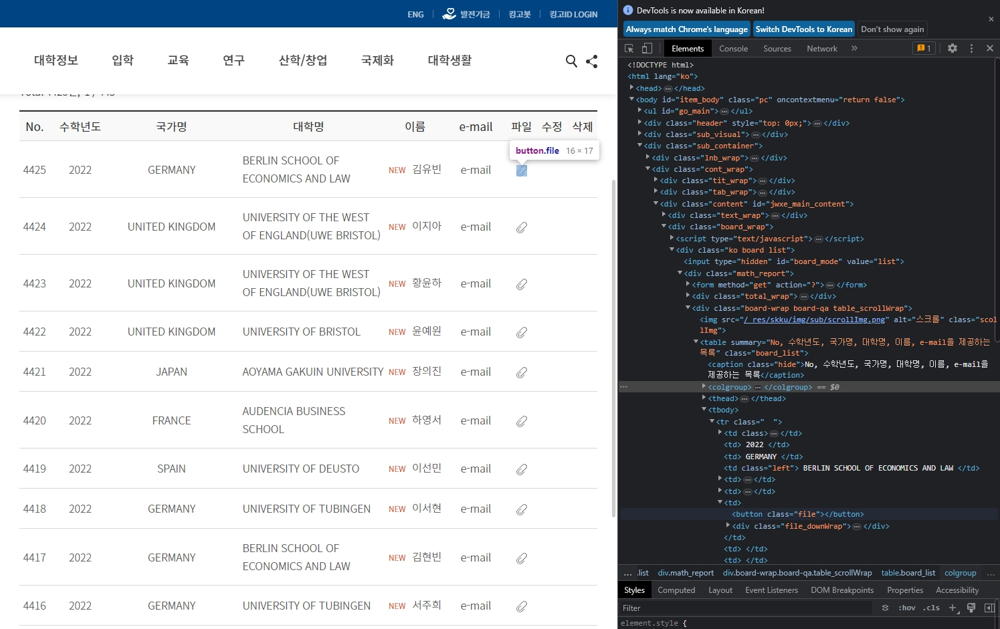 ENG 발전기금 킹고봇 킹고ID LOGIN
대학정보 입학 교육 연구 산학/창업 국제화 대학생활
No. 수학년도 국가명 대학명 이름 e-mail 파일 수정 삭제
button.file 16 × 17
4425 2022 GERMANY BERLIN SCHOOL OF ECONOMICS AND LAW NEW 김유빈 e-mail
4424 2022 UNITED KINGDOM UNIVERSITY OF THE WEST OF ENGLAND(UWE BRISTOL) NEW 이지아 e-mail
4423 2022 UNITED KINGDOM UNIVERSITY OF THE WEST OF ENGLAND(UWE BRISTOL) NEW 황윤하 e-mail
4422 2022 UNITED KINGDOM UNIVERSITY OF BRISTOL NEW 윤예원 e-mail
4421 2022 JAPAN AOYAMA GAKUIN UNIVERSITY NEW 장의진 e-mail
4420 2022 FRANCE AUDENCIA BUSINESS SCHOOL NEW 하영서 e-mail
4419 2022 SPAIN UNIVERSITY OF DEUSTO NEW 이선민 e-mail
4418 2022 GERMANY UNIVERSITY OF TUBINGEN NEW 이서현 e-mail
4417 2022 GERMANY BERLIN SCHOOL OF ECONOMICS AND LAW NEW 김현빈 e-mail
4416 2022 GERMANY UNIVERSITY OF TUBINGEN NEW 서주희 e-mail
DevTools is now available in Korean!
Always match Chrome's language Switch DevTools to Korean Don't show again
Elements Console Sources Network » 1
<!DOCTYPE html>
<html lang="ko">
<head>…</head>
<body id="item_body" class="pc" oncontextmenu="return false">
<ul id="go_main">…</ul>
<div class="header" style="top: 0px;">…</div>
<div class="sub_visual">…</div>
<div class="sub_container">
<div class="lnb_wrap">…</div>
<div class="cont_wrap">
<div class="tit_wrap">…</div>
<div class="tab_wrap">…</div>
<div class="content" id="jwxe_main_content">
<div class="text_wrap">…</div>
<div class="board_wrap">
<script type="text/javascript">…</script>
<div class="ko board list">
<input type="hidden" id="board_mode" value="list">
<div class="math_report">
<form method="get" action="?">…</form>
<div class="total_wrap">…</div>
<div class="board-wrap board-qa table_scrollWrap">
<img src="/_res/skku/img/sub/scrollImg.png" alt="스크롤" class="scol
lImg">
<table summary="No, 수학년도, 국가명, 대학명, 이름, e-mail을 제공하는
목록" class="board_list">
<caption class="hide">No, 수학년도, 국가명, 대학명, 이름, e-mail을
제공하는 목록</caption>
… <colgroup>…</colgroup> == $0
<thead>…</thead>
<tbody>
<tr class="  ">
<td class>…</td>
<td> 2022 </td>
<td> GERMANY </td>
<td class="left"> BERLIN SCHOOL OF ECONOMICS AND LAW </td>
<td>…</td>
<td>…</td>
<td>
<button class="file"></button>
<div class="file_downWrap">…</div>
</td>
<td> </td>
<td> </td>
… .list div.math_report div.board-wrap.board-qa.table_scrollWrap table.board_list colgroup …
Styles Computed Layout Event Listeners DOM Breakpoints Properties Accessibility
Filter :hov .cls +
element.style {